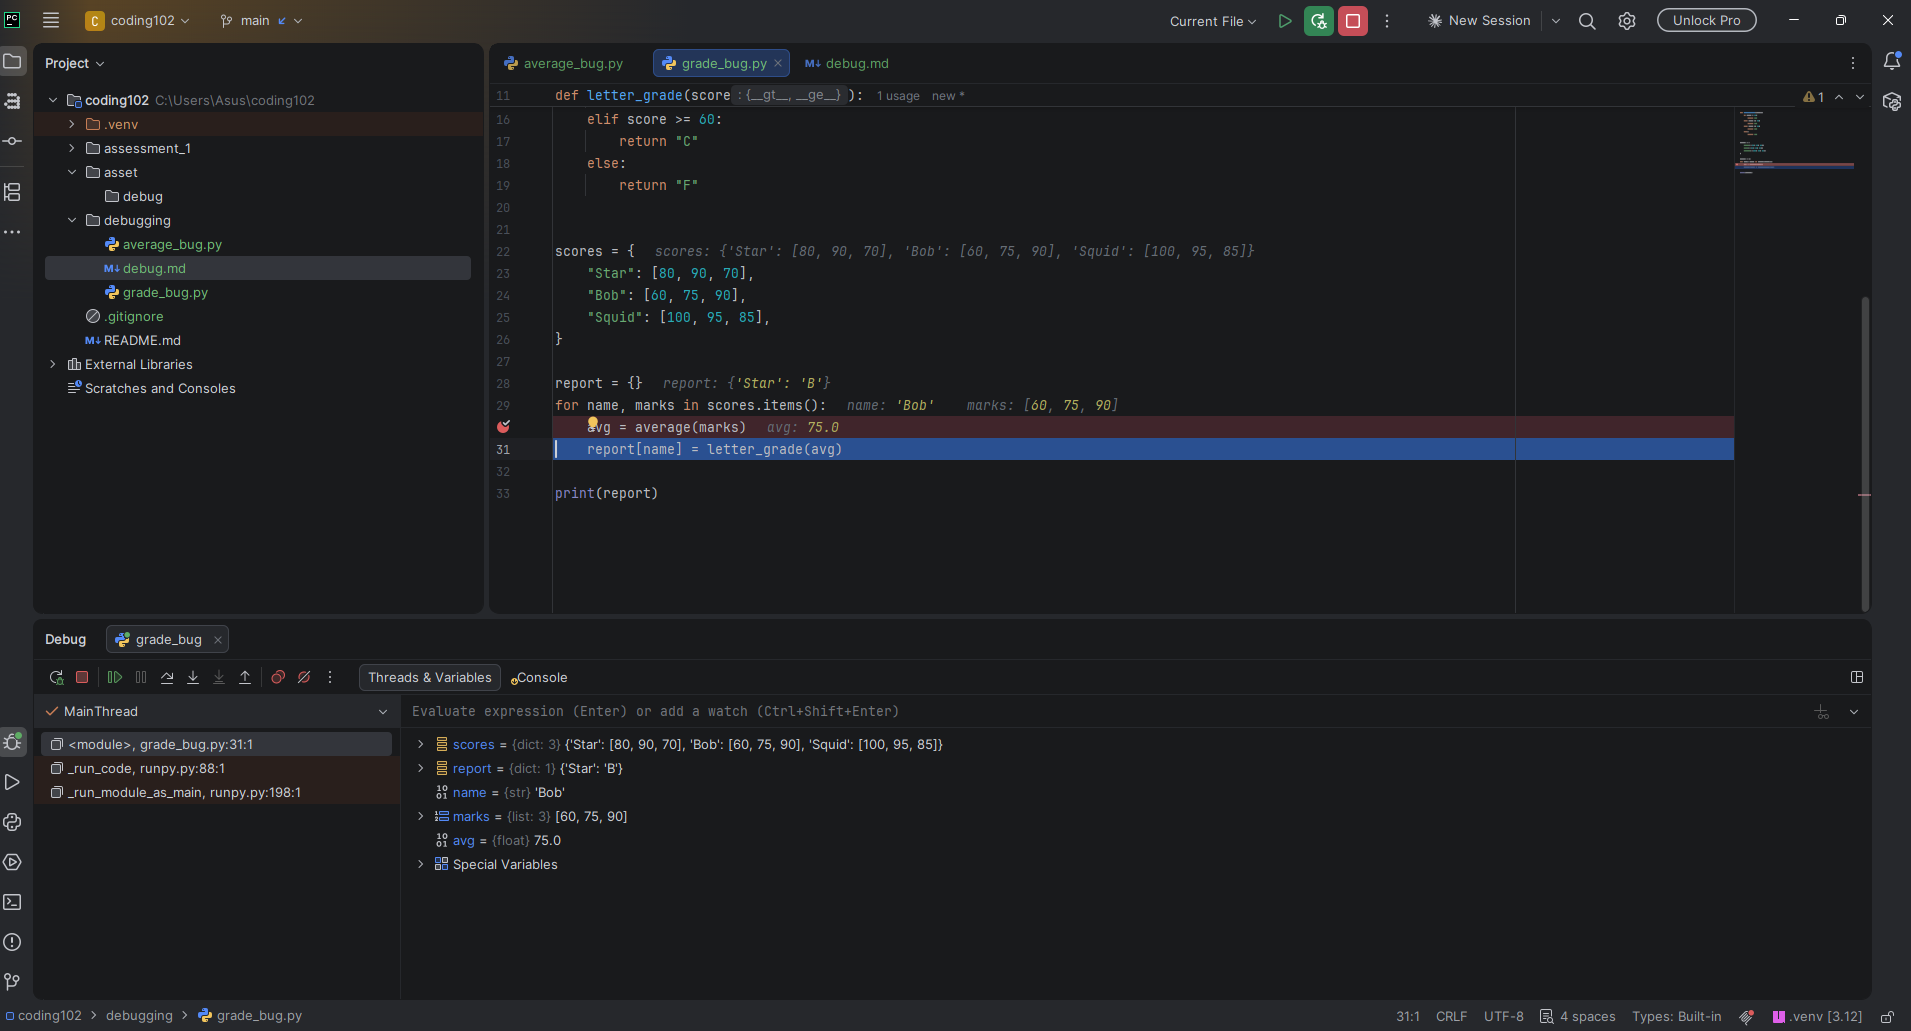 PC
C coding102
main
Current File
New Session
Unlock Pro
Project
average_bug.py
grade_bug.py
debug.md
coding102 C:\Users\Asus\coding102
.venv
assessment_1
asset
debug
debugging
average_bug.py
debug.md
grade_bug.py
.gitignore
README.md
External Libraries
Scratches and Consoles
11 def letter_grade(score : {__gt__, __ge__} ): 1 usage new *
1
16 elif score >= 60:
17 return "C"
18 else:
19 return "F"
20
21
22 scores = { scores: {'Star': [80, 90, 70], 'Bob': [60, 75, 90], 'Squid': [100, 95, 85]}
23 "Star": [80, 90, 70],
24 "Bob": [60, 75, 90],
25 "Squid": [100, 95, 85],
26 }
27
28 report = {} report: {'Star': 'B'}
29 for name, marks in scores.items(): name: 'Bob' marks: [60, 75, 90]
avg = average(marks) avg: 75.0
31 report[name] = letter_grade(avg)
32
33 print(report)
Debug
grade_bug
Threads & Variables
Console
MainThread
Evaluate expression (Enter) or add a watch (Ctrl+Shift+Enter)
<module>, grade_bug.py:31:1
_run_code, runpy.py:88:1
_run_module_as_main, runpy.py:198:1
scores = {dict: 3} {'Star': [80, 90, 70], 'Bob': [60, 75, 90], 'Squid': [100, 95, 85]}
report = {dict: 1} {'Star': 'B'}
name = {str} 'Bob'
marks = {list: 3} [60, 75, 90]
avg = {float} 75.0
Special Variables
coding102 > debugging > grade_bug.py
31:1 CRLF UTF-8 4 spaces Types: Built-in .venv [3.12]